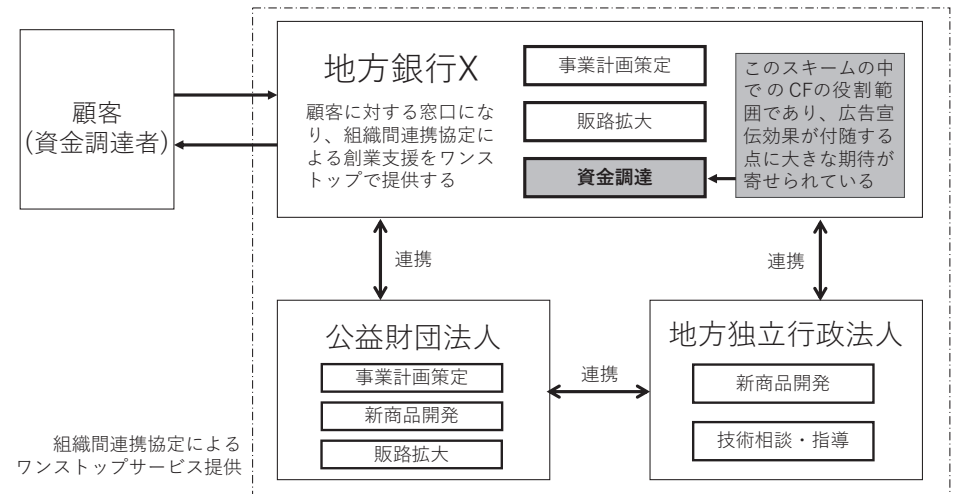 顧客
(資金調達者)
地方銀行X
顧客に対する窓口にな
り、組織間連携協定に
よる創業支援をワンス
トップで提供する
事業計画策定
販路拡大
資金調達
このスキームの中
でのCFの役割範
囲であり、広告宣
伝効果が付随する
点に大きな期待が
寄せられている
連携
連携
公益財団法人
事業計画策定
新商品開発
販路拡大
連携
地方独立行政法人
新商品開発
技術相談・指導
組織間連携協定による
ワンストップサービス提供